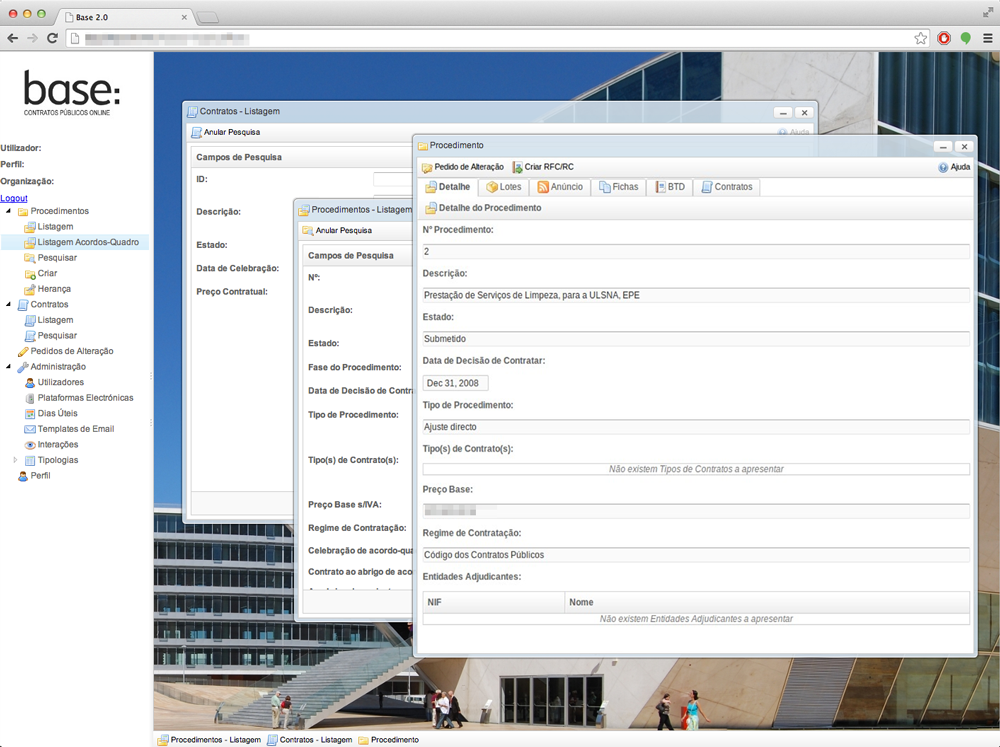 Base 2.0
base:
CONTRATOS PÚBLICOS ONLINE
Utilizador:
Perfil:
Organização:
Logout
Procedimentos
Listagem
Listagem Acordos-Quadro
Pesquisar
Criar
Herança
Contratos
Listagem
Pesquisar
Pedidos de Alteração
Administração
Utilizadores
Plataformas Electrónicas
Dias Úteis
Templates de Email
Interações
Tipologias
Perfil
Contratos - Listagem
Anular Pesquisa
Ajuda
Campos de Pesquisa
ID:
Descrição:
Estado:
Data de Celebração:
Preço Contratual:
Procedimentos - Listagem
Anular Pesquisa
Campos de Pesquisa
Nº:
Descrição:
Estado:
Fase do Procedimento:
Data de Decisão de Contra
Tipo de Procedimento:
Tipo(s) de Contrato(s):
Preço Base s/IVA:
Regime de Contratação:
Celebração de acordo-qua
Contrato ao abrigo de aco
Procedimento
Pedido de Alteração Criar RFC/RC Ajuda
Detalhe Lotes Anúncio Fichas BTD Contratos
Detalhe do Procedimento
Nº Procedimento:
2
Descrição:
Prestação de Serviços de Limpeza, para a ULSNA, EPE
Estado:
Submetido
Data de Decisão de Contratar:
Dec 31, 2008
Tipo de Procedimento:
Ajuste directo
Tipo(s) de Contrato(s):
Não existem Tipos de Contratos a apresentar
Preço Base:
Regime de Contratação:
Código dos Contratos Públicos
Entidades Adjudicantes:
NIF Nome
Não existem Entidades Adjudicantes a apresentar
Procedimentos - Listagem Contratos - Listagem Procedimento